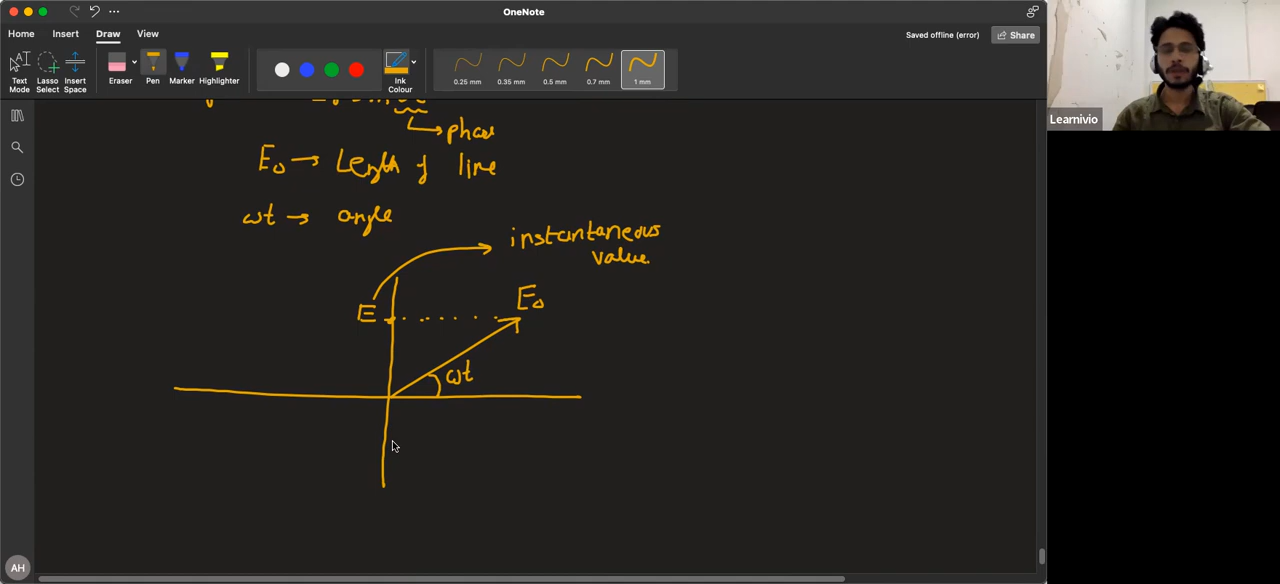 OneNote
Home Insert Draw View
Saved offline (error) Share
Text Mode
Lasso Select
Insert Space
Eraser
Pen
Marker
Highlighter
Ink Colour
0.25 mm 0.35 mm 0.5 mm 0.7 mm 1 mm
Learnivio
phase
E₀ → Length of line
ωt → angle
instantaneous
value.
E
E₀
ωt
AH